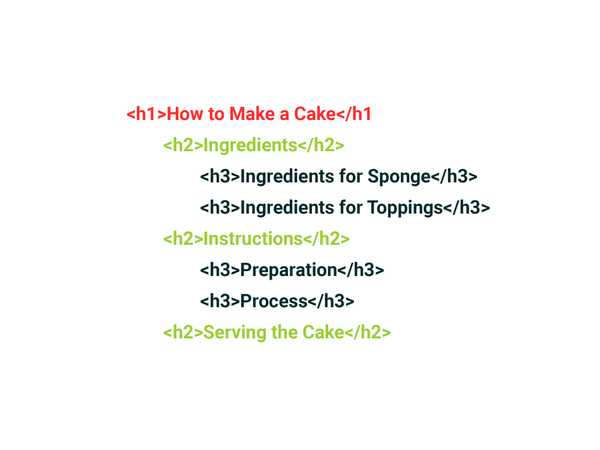 <h1>How to Make a Cake</h1
<h2>Ingredients</h2>
<h3>Ingredients for Sponge</h3>
<h3>Ingredients for Toppings</h3>
<h2>Instructions</h2>
<h3>Preparation</h3>
<h3>Process</h3>
<h2>Serving the Cake</h2>